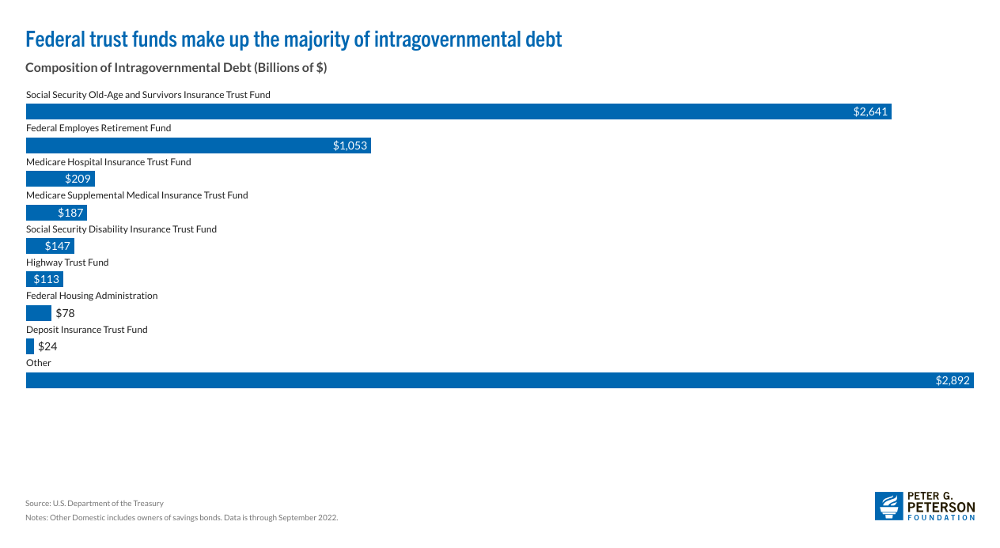 Federal trust funds make up the majority of intragovernmental debt
Composition of Intragovernmental Debt (Billions of $)
Social Security Old-Age and Survivors Insurance Trust Fund
$2,641
Federal Employes Retirement Fund
$1,053
Medicare Hospital Insurance Trust Fund
$209
Medicare Supplemental Medical Insurance Trust Fund
$187
Social Security Disability Insurance Trust Fund
$147
Highway Trust Fund
$113
Federal Housing Administration
$78
Deposit Insurance Trust Fund
$24
Other
$2,892
Source: U.S. Department of the Treasury
Notes: Other Domestic includes owners of savings bonds. Data is through September 2022.
PETER G.
PETERSON
FOUNDATION